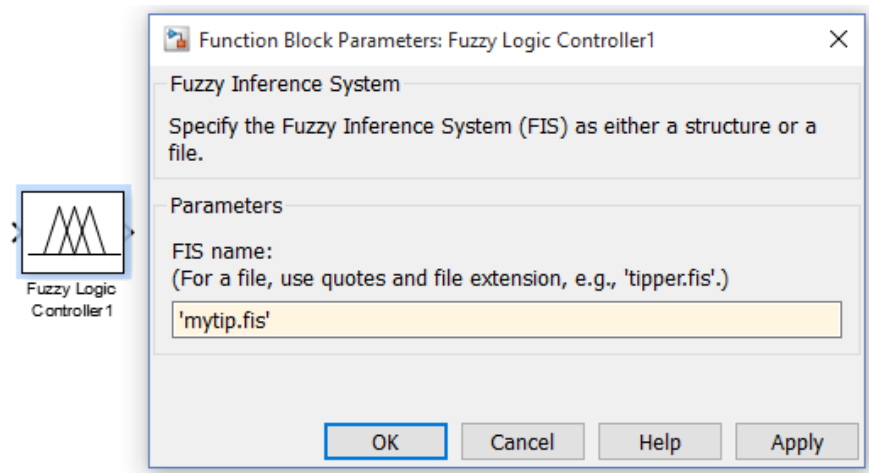 Function Block Parameters: Fuzzy Logic Controller1
Fuzzy Inference System
Specify the Fuzzy Inference System (FIS) as either a structure or a
file.
Parameters
FIS name:
(For a file, use quotes and file extension, e.g., 'tipper.fis'.)
'mytip.fis'
OK Cancel Help Apply
Fuzzy Logic
Controller1